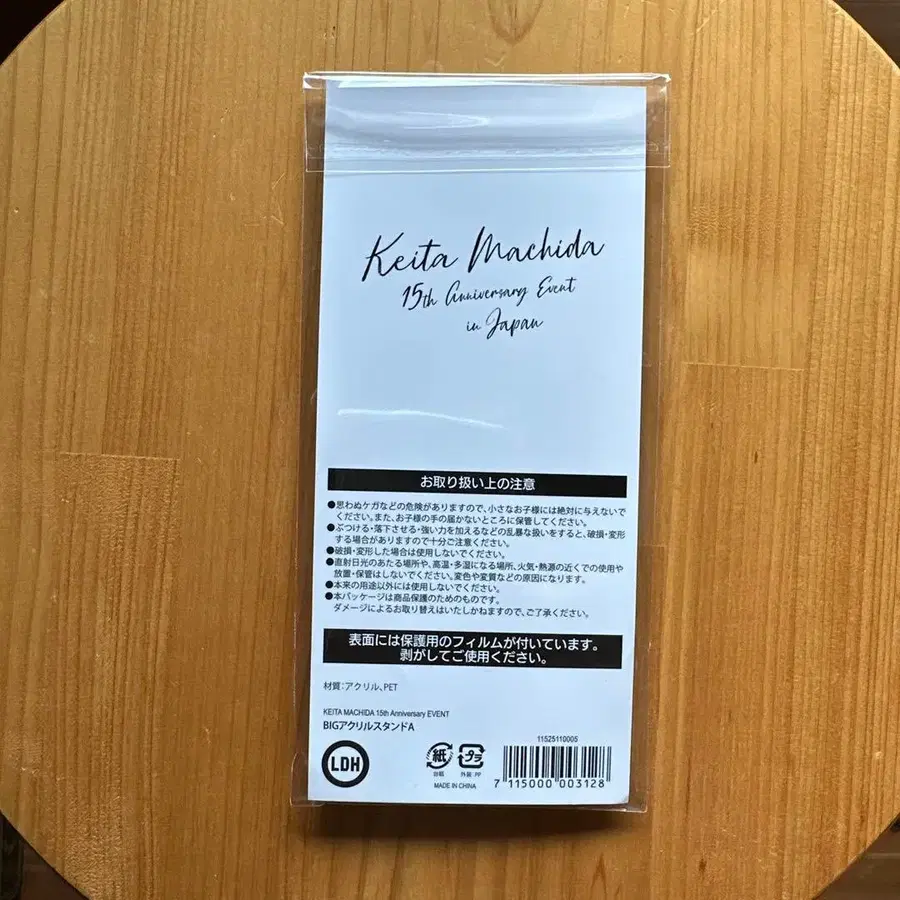 Keita Machida
15th Anniversary Event
in Japan
お取り扱い上の注意
●思わぬケガなどの危険がありますので、小さなお子様には絶対に与えないで
ください。また、お子様の手の届かないところに保管してください。
●ぶつける・落下させる・強い力を加えるなどの乱暴な扱いをすると、破損・変形
する場合がありますので十分ご注意ください。
●破損・変形した場合は使用しないでください。
●直射日光のあたる場所や、高温・多湿になる場所、火気・熱源の近くでの使用や
放置・保管はしないでください。変色や変質などの原因になります。
●本来の用途以外には使用しないでください。
●本パッケージは商品保護のためのものです。
ダメージによるお取り替えはいたしかねますので、ご了承ください。
表面には保護用のフィルムが付いています。
剥がしてご使用ください。
材質:アクリル、PET
KEITA MACHIDA 15th Anniversary EVENT
BIGアクリルスタンドA
LDH
紙
台紙
プラ
外装:PP
MADE IN CHINA
11525110005
7 115000 003128